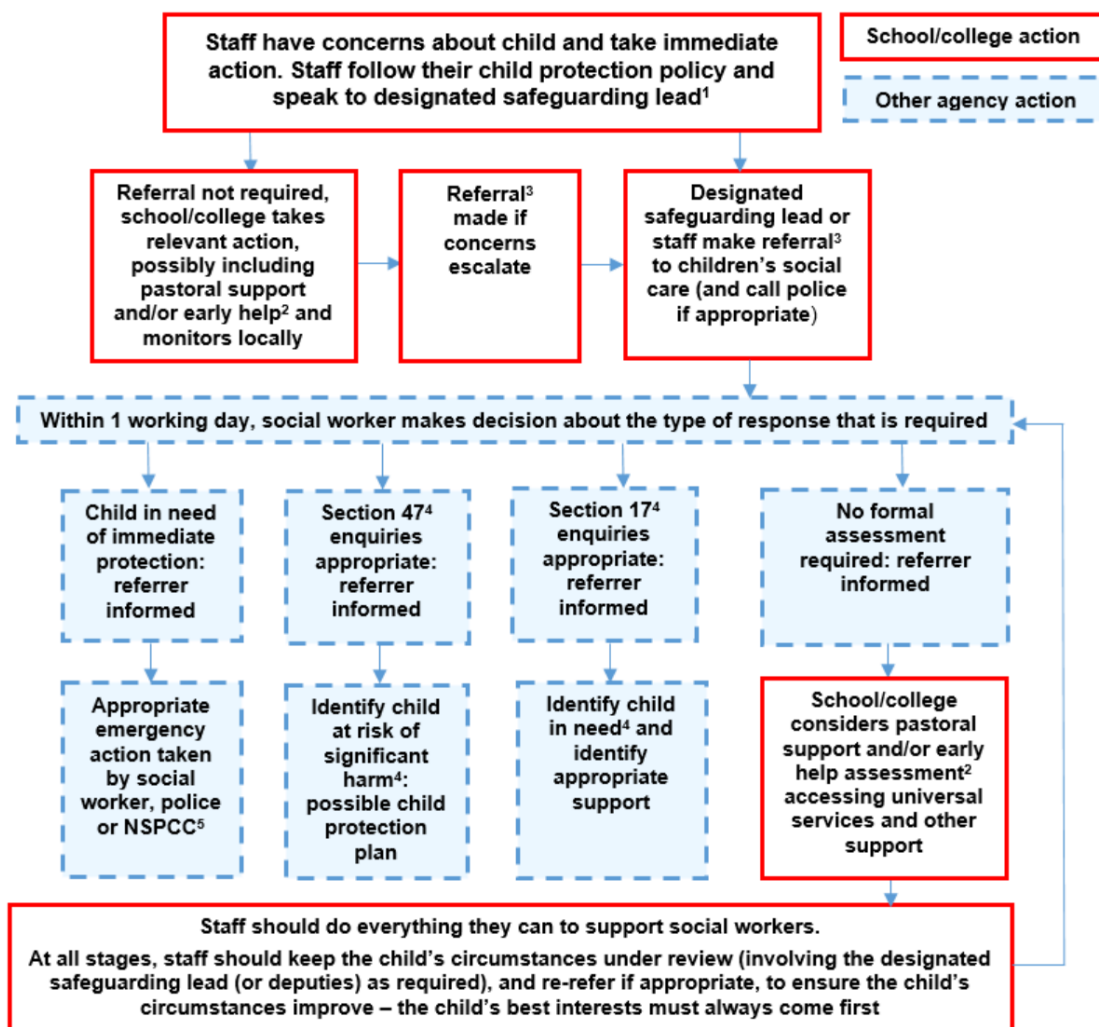 Staff have concerns about child and take immediate
action. Staff follow their child protection policy and
speak to designated safeguarding lead¹
School/college action
Other agency action
Referral not required,
school/college takes
relevant action,
possibly including
pastoral support
and/or early help² and
monitors locally
Referral³
made if
concerns
escalate
Designated
safeguarding lead or
staff make referral³
to children’s social
care (and call police
if appropriate)
Within 1 working day, social worker makes decision about the type of response that is required
Child in need
of immediate
protection:
referrer
informed
Section 47⁴
enquiries
appropriate:
referrer
informed
Section 17⁴
enquiries
appropriate:
referrer
informed
No formal
assessment
required: referrer
informed
Appropriate
emergency
action taken
by social
worker, police
or NSPCC⁵
Identify child
at risk of
significant
harm⁴:
possible child
protection
plan
Identify child
in need⁴ and
identify
appropriate
support
School/college
considers pastoral
support and/or early
help assessment²
accessing universal
services and other
support
Staff should do everything they can to support social workers.
At all stages, staff should keep the child’s circumstances under review (involving the designated
safeguarding lead (or deputies) as required), and re-refer if appropriate, to ensure the child’s
circumstances improve – the child’s best interests must always come first